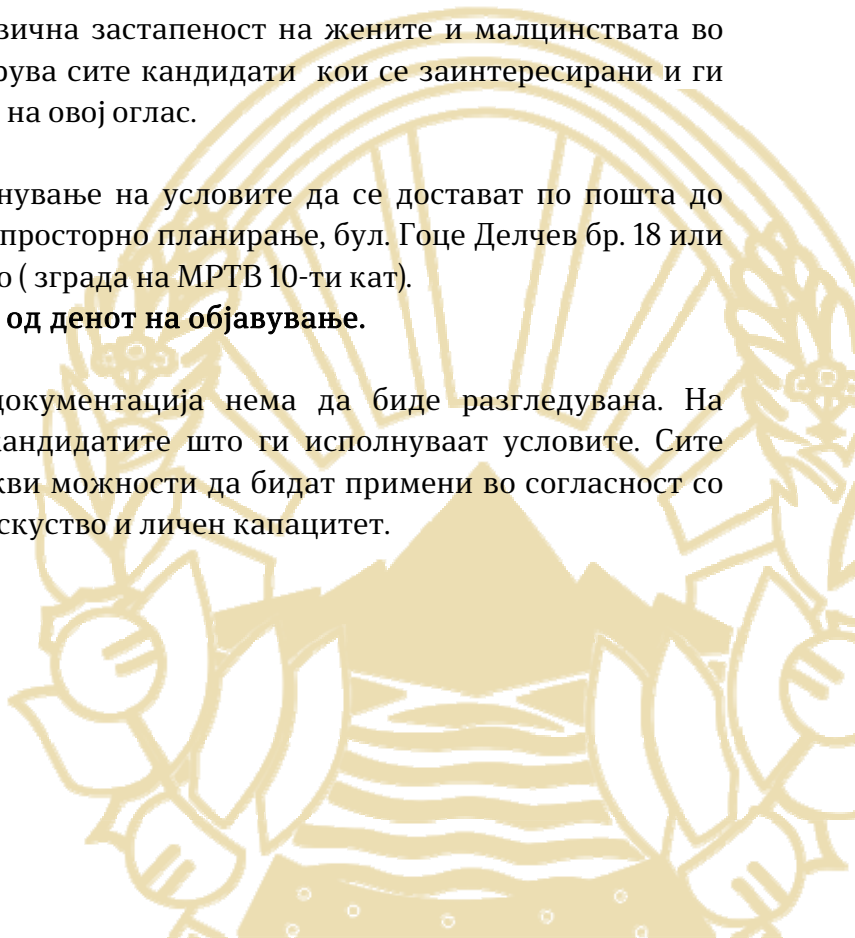 вична застапеност на жените и малцинствата во
рува сите кандидати кои се заинтересирани и ги
на овој оглас.
нување на условите да се достават по пошта до
просторно планирање, бул. Гоце Делчев бр. 18 или
о ( зграда на МРТВ 10-ти кат).
од денот на објавување.
документација нема да биде разгледувана. На
кандидатите што ги исполнуваат условите. Сите
кви можности да бидат примени во согласност со
скуство и личен капацитет.